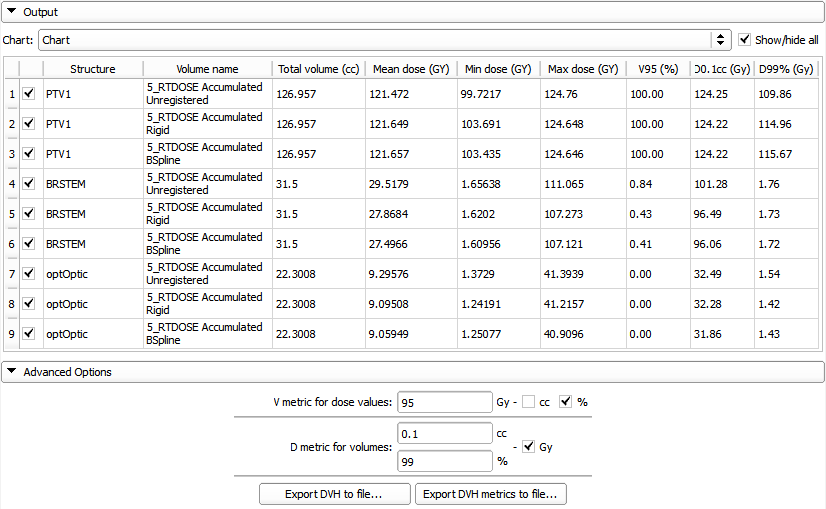 Output
Chart: Chart Show/hide all
Structure Volume name Total volume (cc) Mean dose (GY) Min dose (GY) Max dose (GY) V95 (%) D0.1cc (Gy) D99% (Gy)
1 PTV1 5_RTDOSE Accumulated Unregistered 126.957 121.472 99.7217 124.76 100.00 124.25 109.86
2 PTV1 5_RTDOSE Accumulated Rigid 126.957 121.649 103.691 124.648 100.00 124.22 114.96
3 PTV1 5_RTDOSE Accumulated BSpline 126.957 121.657 103.435 124.646 100.00 124.22 115.67
4 BRSTEM 5_RTDOSE Accumulated Unregistered 31.5 29.5179 1.65638 111.065 0.84 101.28 1.76
5 BRSTEM 5_RTDOSE Accumulated Rigid 31.5 27.8684 1.6202 107.273 0.43 96.49 1.73
6 BRSTEM 5_RTDOSE Accumulated BSpline 31.5 27.4966 1.60956 107.121 0.41 96.06 1.72
7 optOptic 5_RTDOSE Accumulated Unregistered 22.3008 9.29576 1.3729 41.3939 0.00 32.49 1.54
8 optOptic 5_RTDOSE Accumulated Rigid 22.3008 9.09508 1.24191 41.2157 0.00 32.28 1.42
9 optOptic 5_RTDOSE Accumulated BSpline 22.3008 9.05949 1.25077 40.9096 0.00 31.86 1.43
Advanced Options
V metric for dose values: 95 Gy - cc %
D metric for volumes: 0.1 cc - Gy
99 %
Export DVH to file... Export DVH metrics to file...